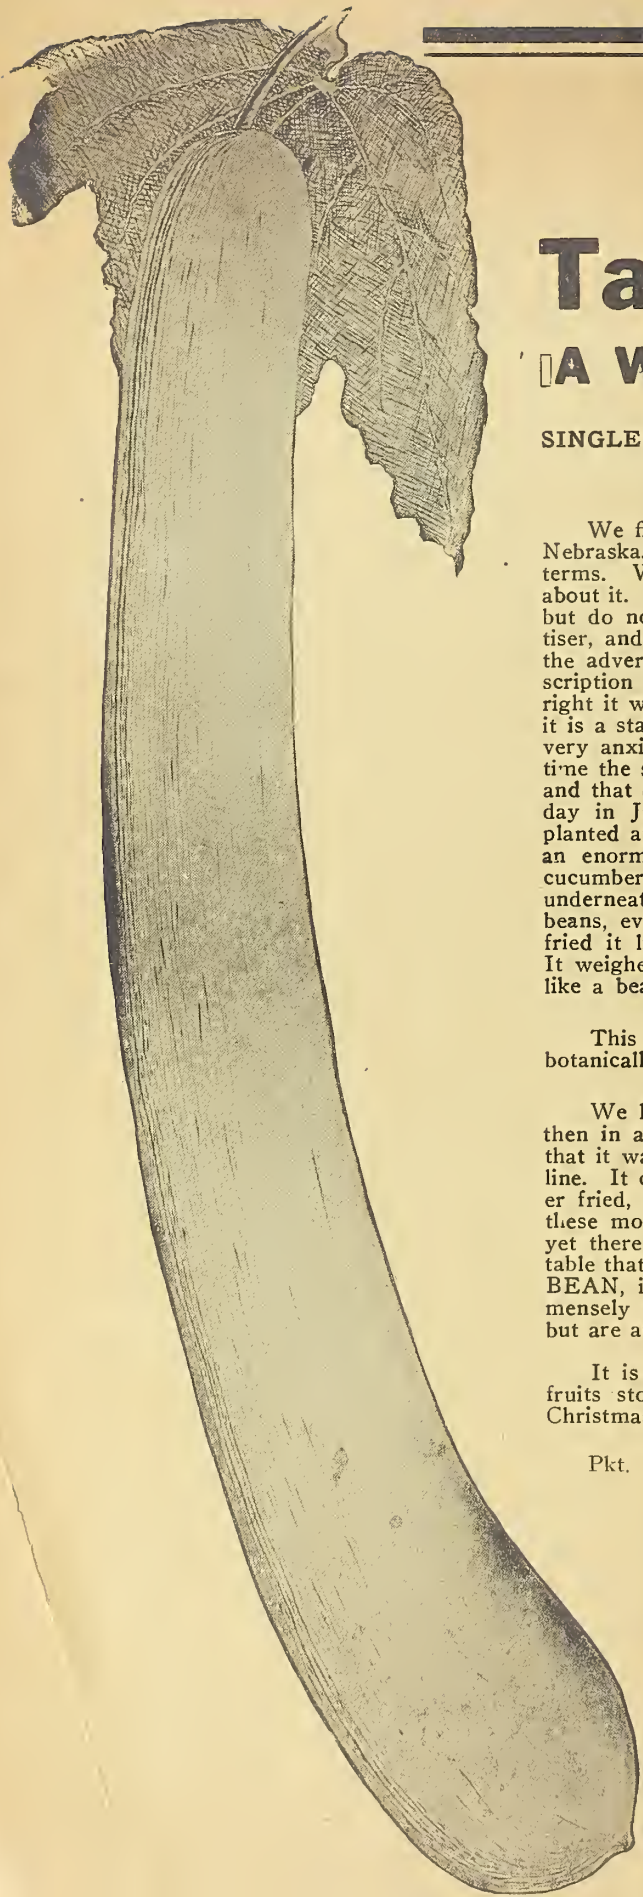 Ta
A W
SINGLE
We f
Nebraska.
terms. W
about it.
but do no
tiser, and
the adver
scription
right it w
it is a sta
very anxi
time the s
and that
day in J
planted a
an enorm
cucumber
underneat
beans, ev
fried it l
It weighe
like a bea
This
botanicall
We h
then in a
that it wa
line. It c
er fried,
these mo
yet there
table that
BEAN, i
mensely
but are a
It is
fruits sto
Christma
Pkt.